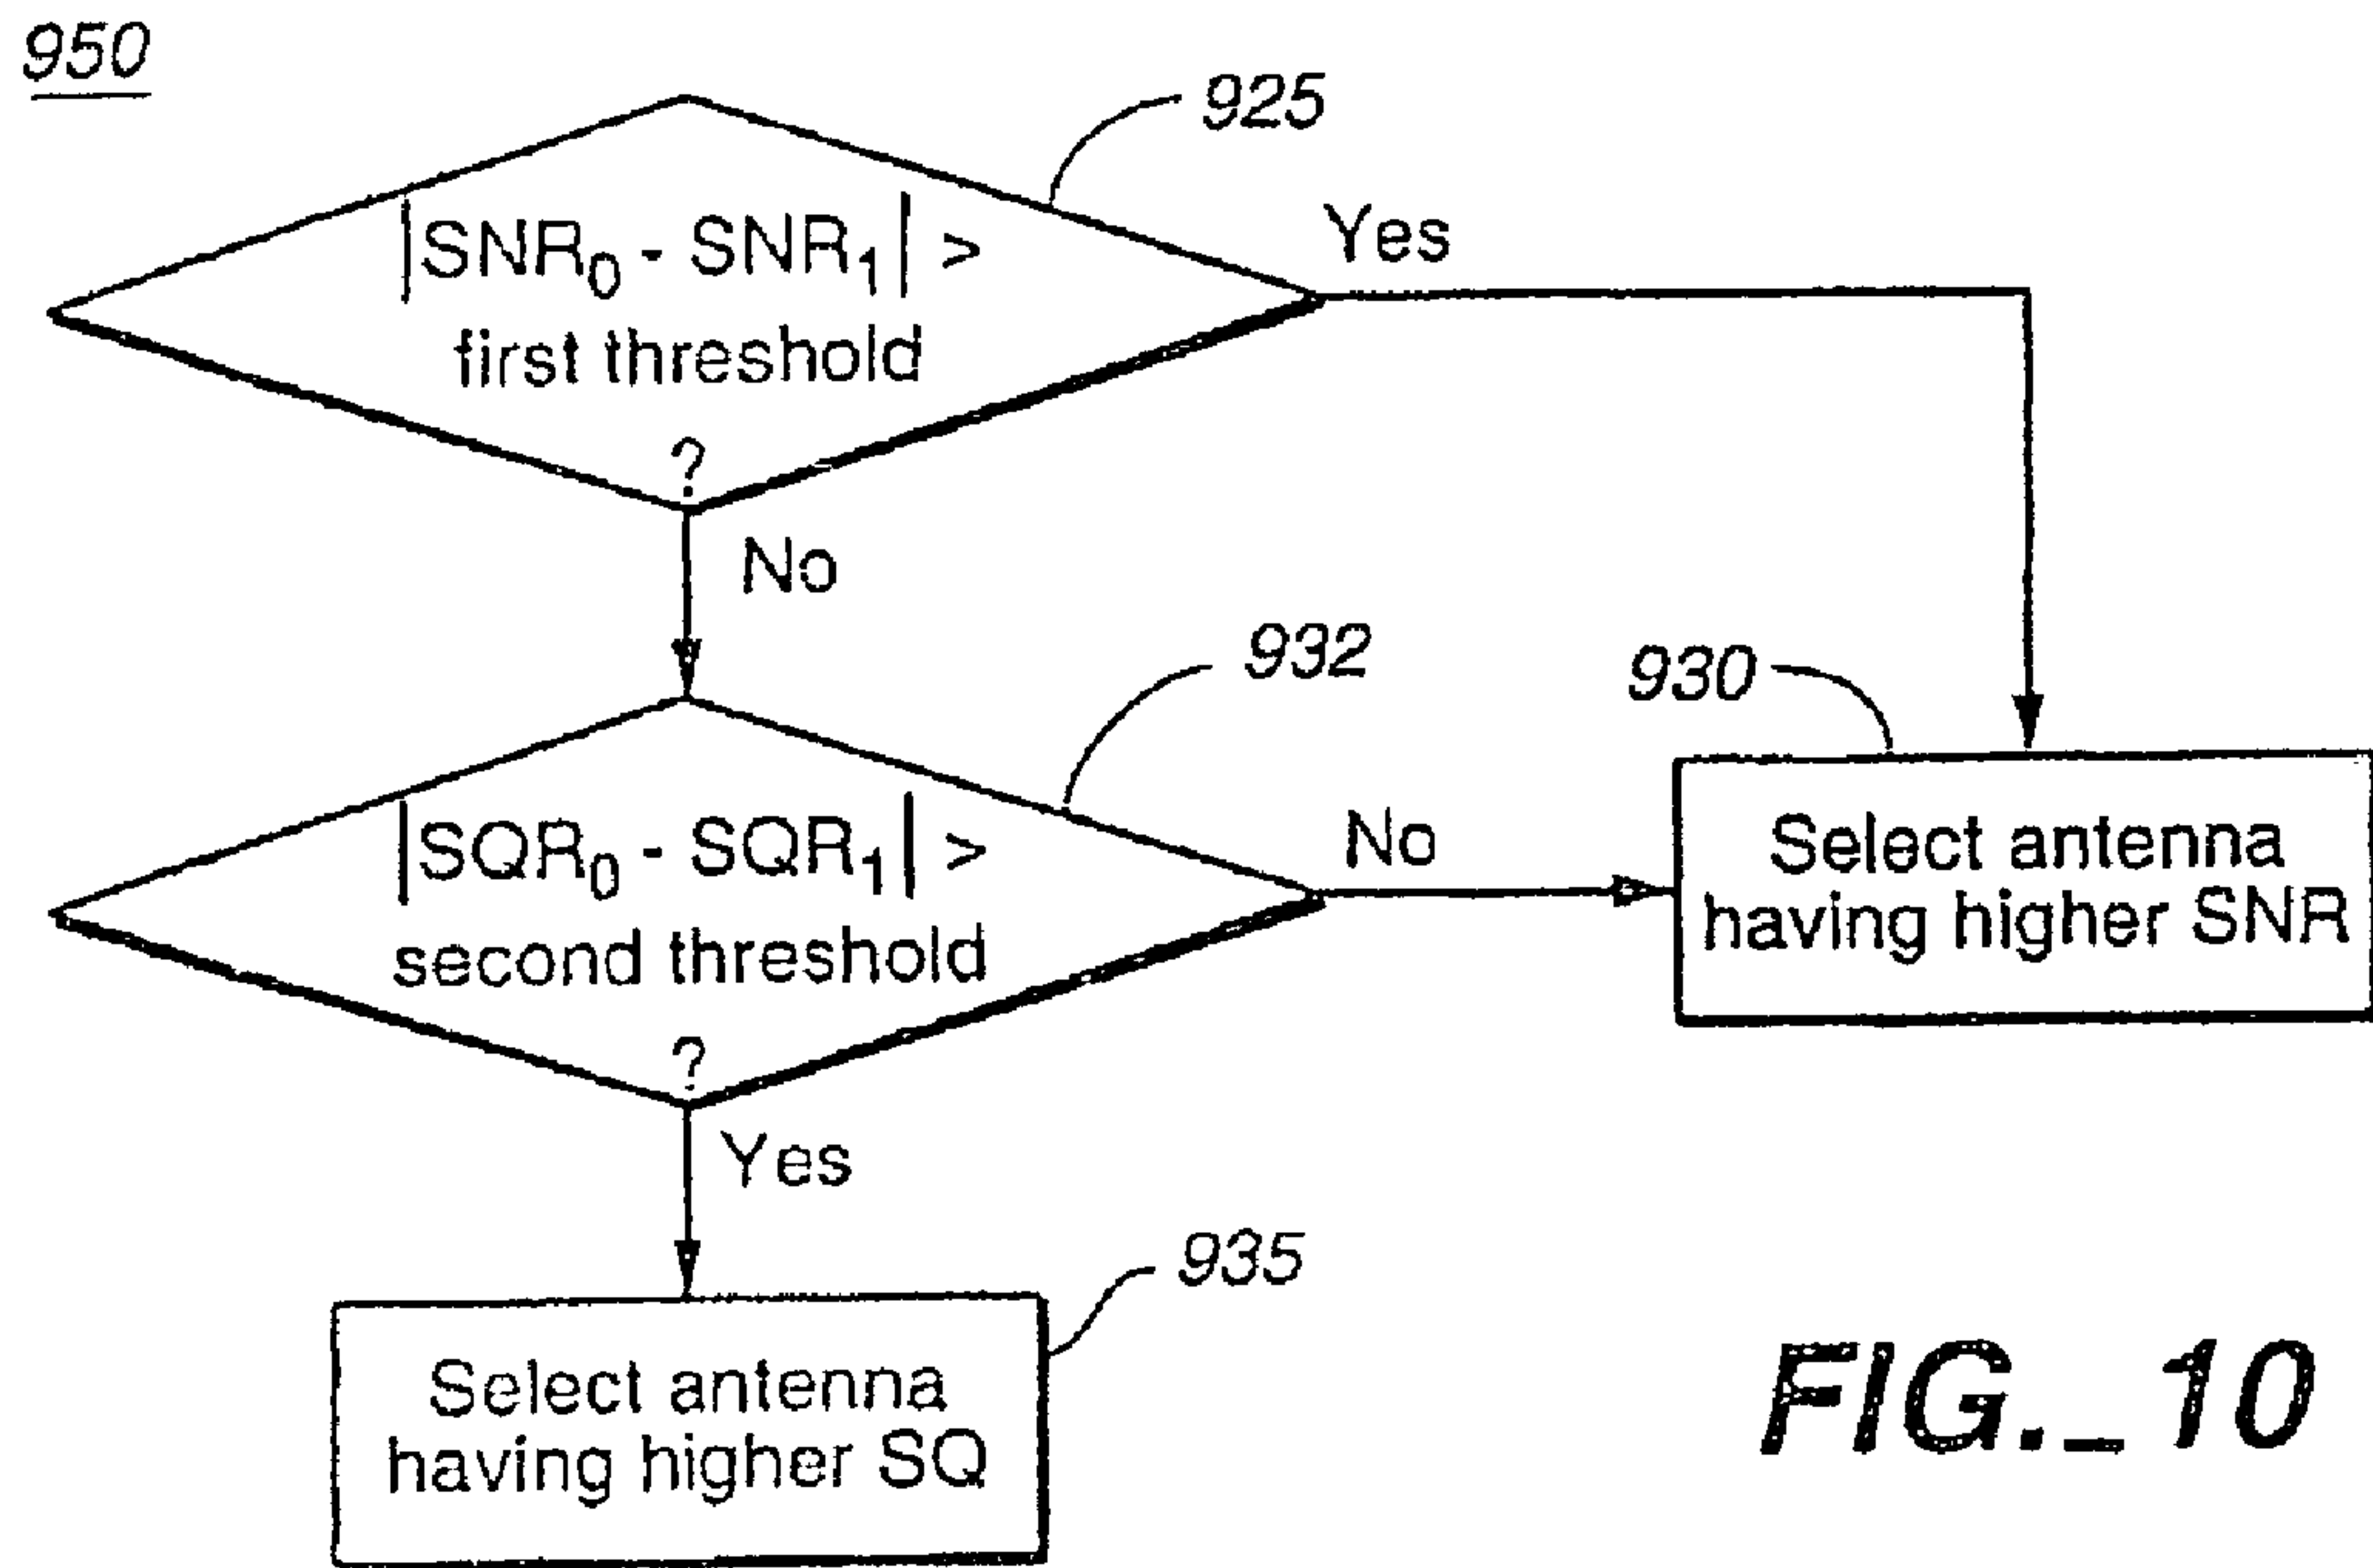 950
925
|SNR₀ - SNR₁| >
first threshold
?
Yes
No
932
|SQR₀ - SQR₁| >
second threshold
?
No
930
Select antenna
having higher SNR
Yes
935
Select antenna
having higher SQ
FIG._ 10